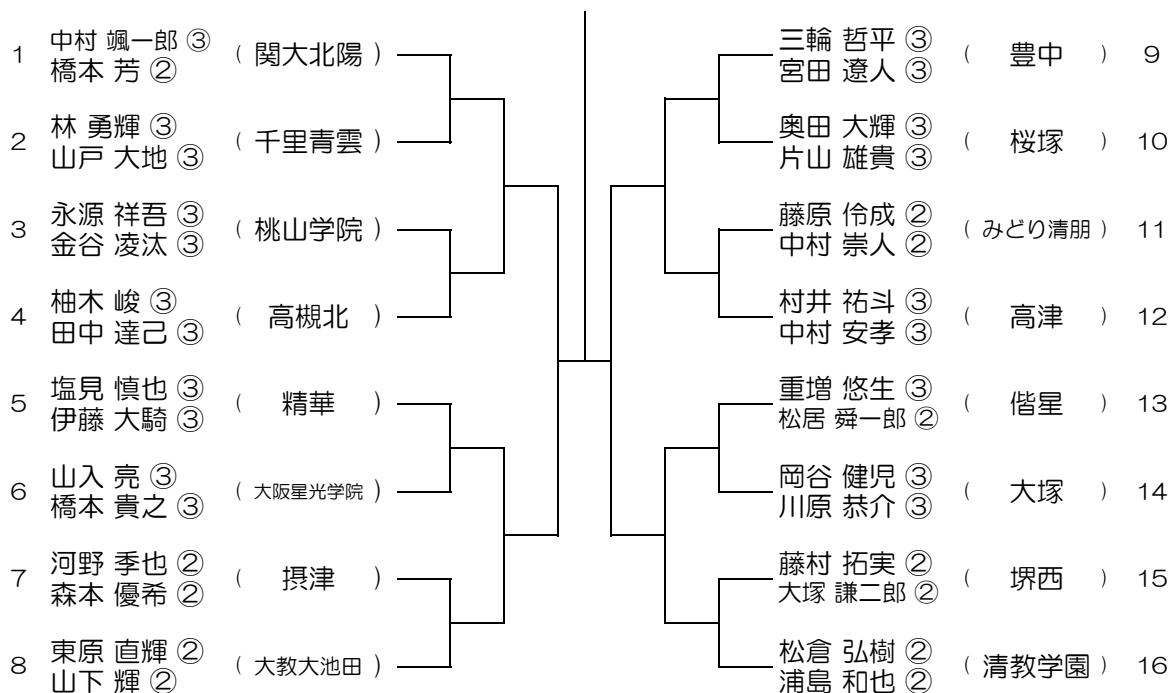 1 中村 颯一郎 ③ ( 関大北陽 )
橋本 芳 ②
2 林 勇輝 ③ ( 千里青雲 )
山戸 大地 ③
3 永源 祥吾 ③ ( 桃山学院 )
金谷 凌汰 ③
4 柚木 峻 ③ ( 高槻北 )
田中 達己 ③
5 塩見 慎也 ③ ( 精華 )
伊藤 大騎 ③
6 山入 亮 ③ ( 大阪星光学院 )
橋本 貴之 ③
7 河野 季也 ② ( 摂津 )
森本 優希 ②
8 東原 直輝 ② ( 大教大池田 )
山下 輝 ②
三輪 哲平 ③ ( 豊中 ) 9
宮田 遼人 ③
奥田 大輝 ③ ( 桜塚 ) 10
片山 雄貴 ③
藤原 伶成 ② ( みどり清朋 ) 11
中村 崇人 ②
村井 祐斗 ③ ( 高津 ) 12
中村 安孝 ③
重増 悠生 ③ ( 偕星 ) 13
松居 舜一郎 ②
岡谷 健児 ③ ( 大塚 ) 14
川原 恭介 ③
藤村 拓実 ② ( 堺西 ) 15
大塚 謙二郎 ②
松倉 弘樹 ② ( 清教学園 ) 16
浦島 和也 ②